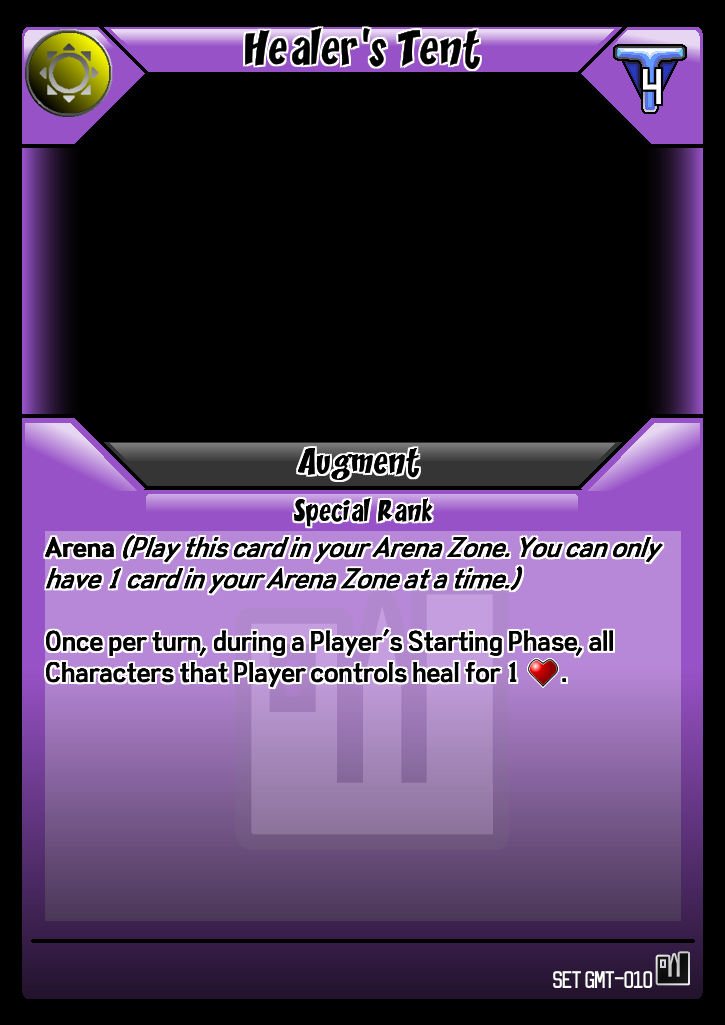 Healer's Tent
4
Augment
Special Rank
Arena (Play this card in your Arena Zone. You can only
have 1 card in your Arena Zone at a time.)
Once per turn, during a Player's Starting Phase, all
Characters that Player controls heal for 1 .
SET GMT-010